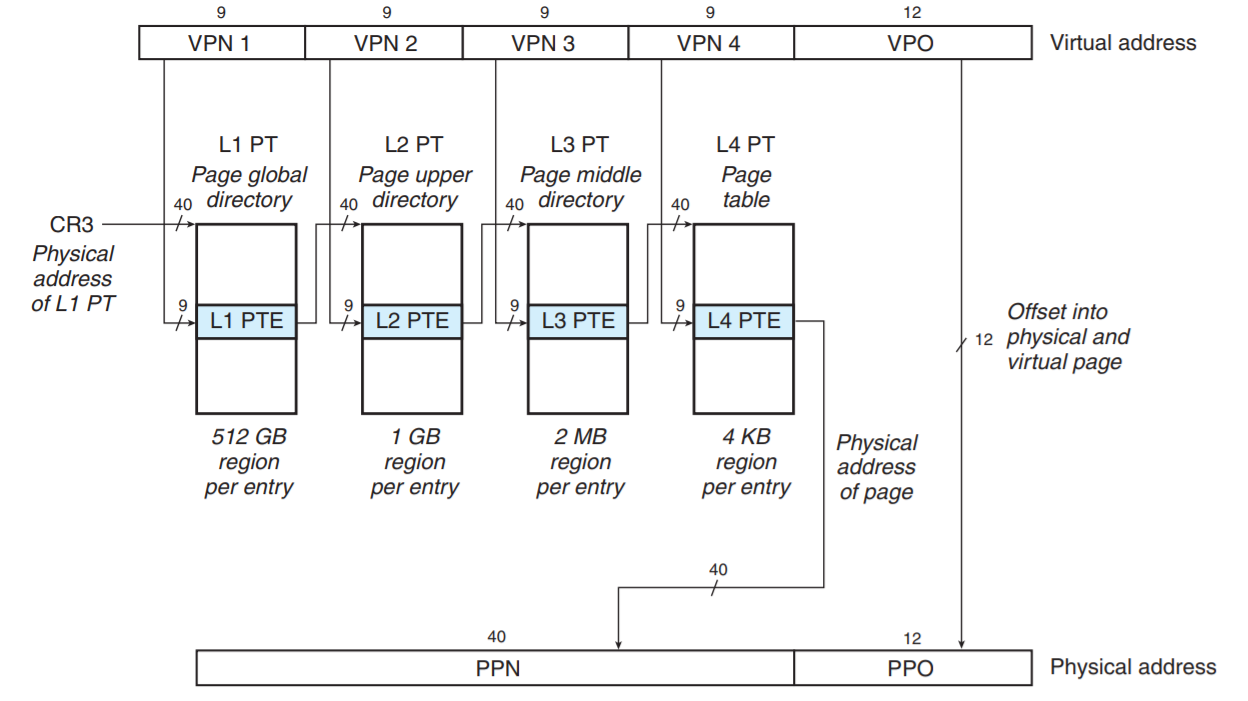 9 9 9 9 12
VPN 1 VPN 2 VPN 3 VPN 4 VPO Virtual address
L1 PT L2 PT L3 PT L4 PT
Page global Page upper Page middle Page
40 directory 40 directory 40 directory 40 table
CR3
Physical
address
of L1 PT
9 9 9 9
L1 PTE L2 PTE L3 PTE L4 PTE
Offset into
12 physical and
virtual page
512 GB 1 GB 2 MB 4 KB
region region region region
per entry per entry per entry per entry
Physical
address
of page
40
40 12
PPN PPO Physical address